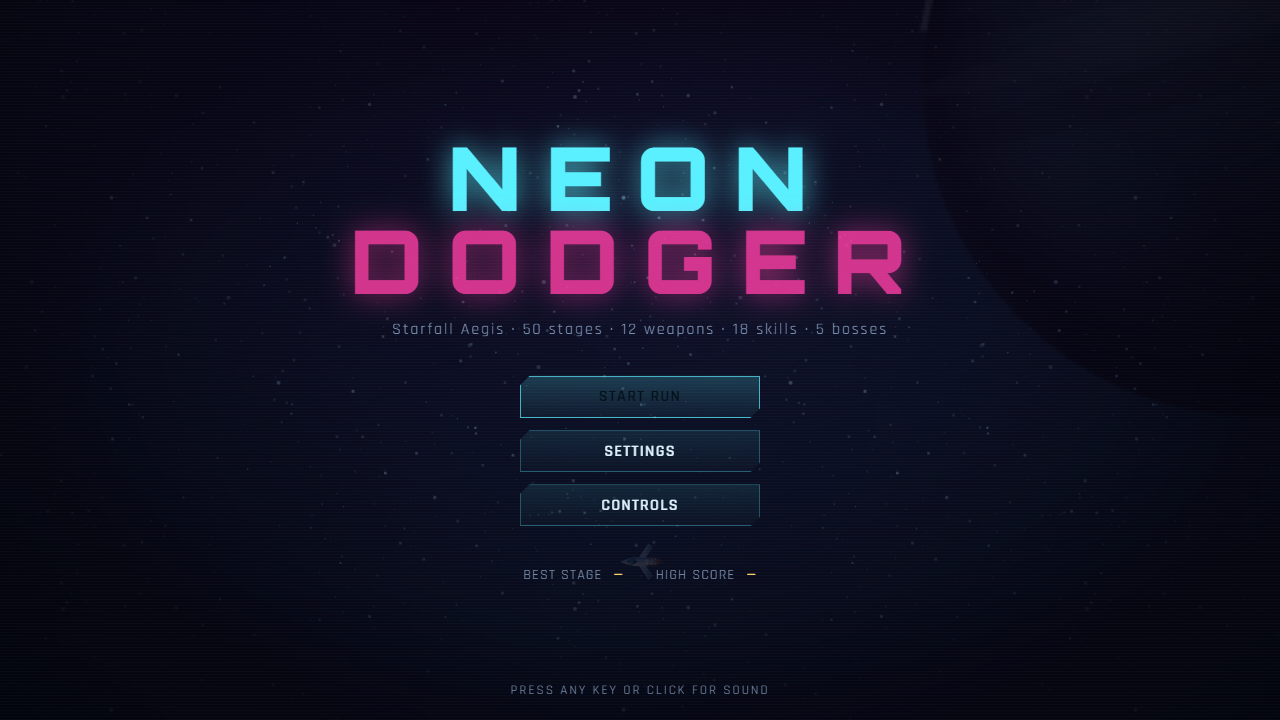 NEON
DODGER
Starfall Aegis · 50 stages · 12 weapons · 18 skills · 5 bosses
START RUN
SETTINGS
CONTROLS
BEST STAGE – HIGH SCORE –
PRESS ANY KEY OR CLICK FOR SOUND